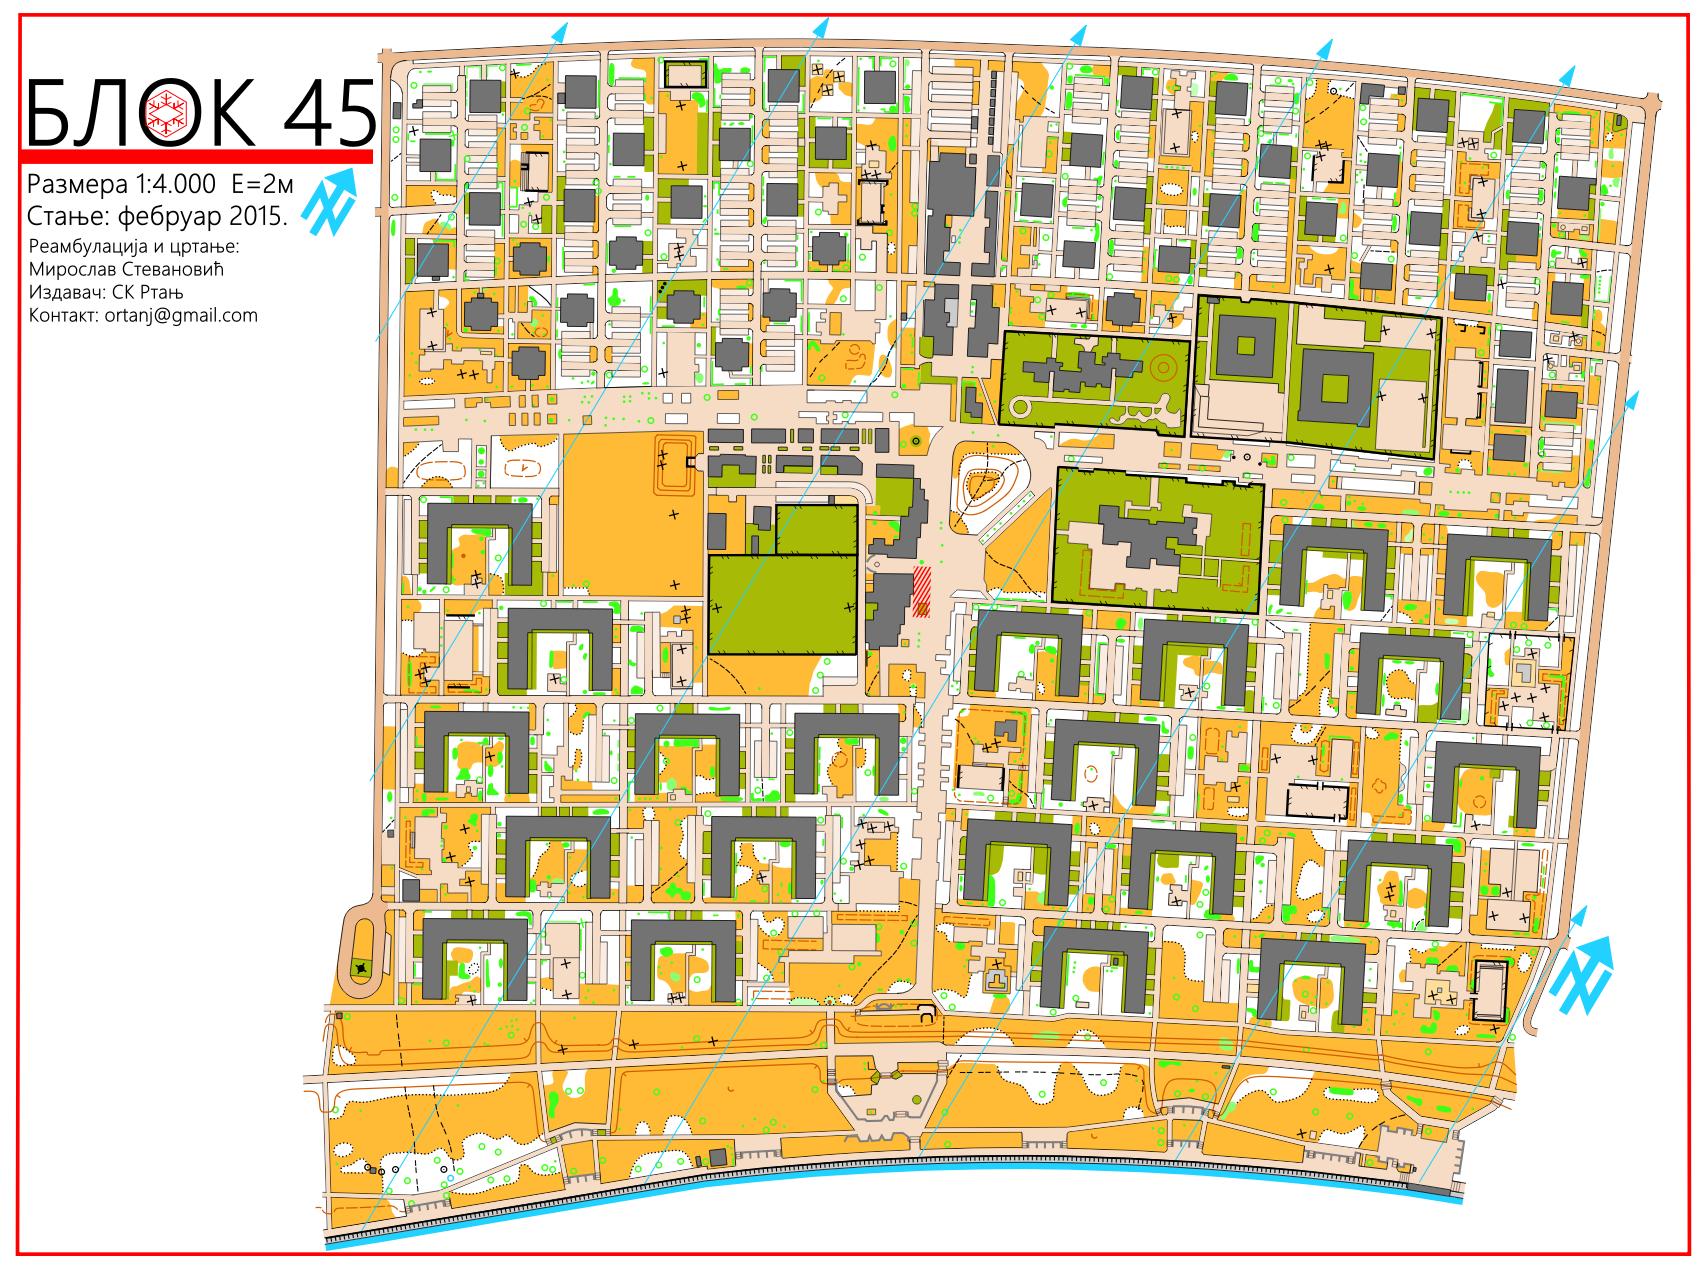 БЛОК 45
Размера 1:4.000 Е=2м
Стање: фебруар 2015.
Реамбулација и цртање:
Мирослав Стевановић
Издавач: СК Ртањ
Контакт: ortanj@gmail.com